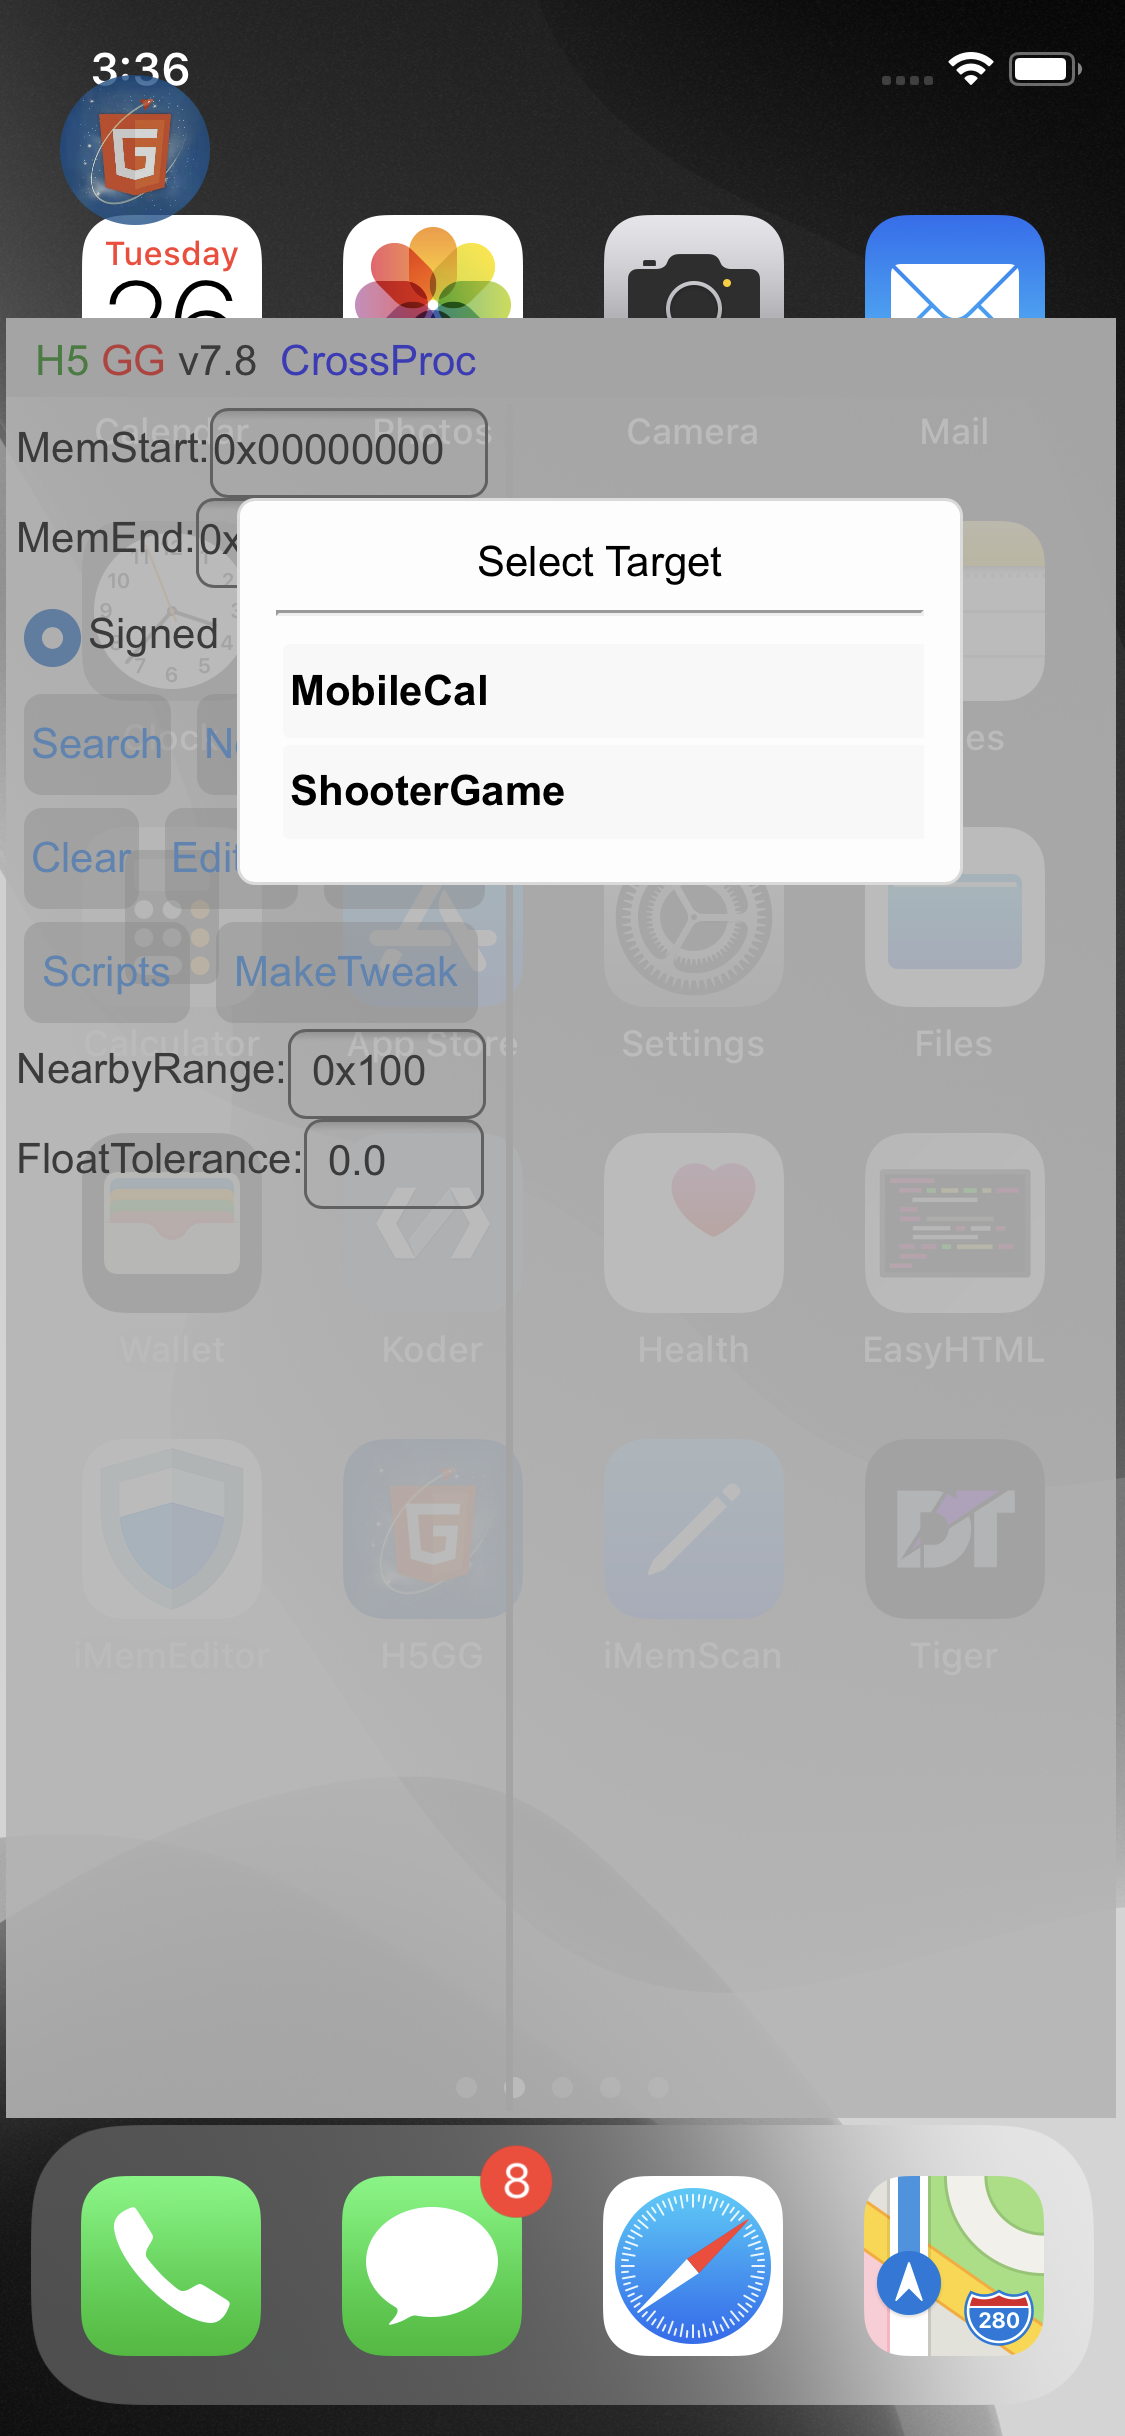 3:36
Tuesday
26
H5 GG v7.8 CrossProc
Calendar Photos Camera Mail
MemStart: 0x00000000
MemEnd: 0x
Select Target
Signed
MobileCal
Search
ShooterGame
Clear Edit
Scripts MakeTweak
Calculator App Store Settings Files
NearbyRange: 0x100
FloatTolerance: 0.0
Wallet Koder Health EasyHTML
iMemEditor H5GG iMemScan Tiger
8
280